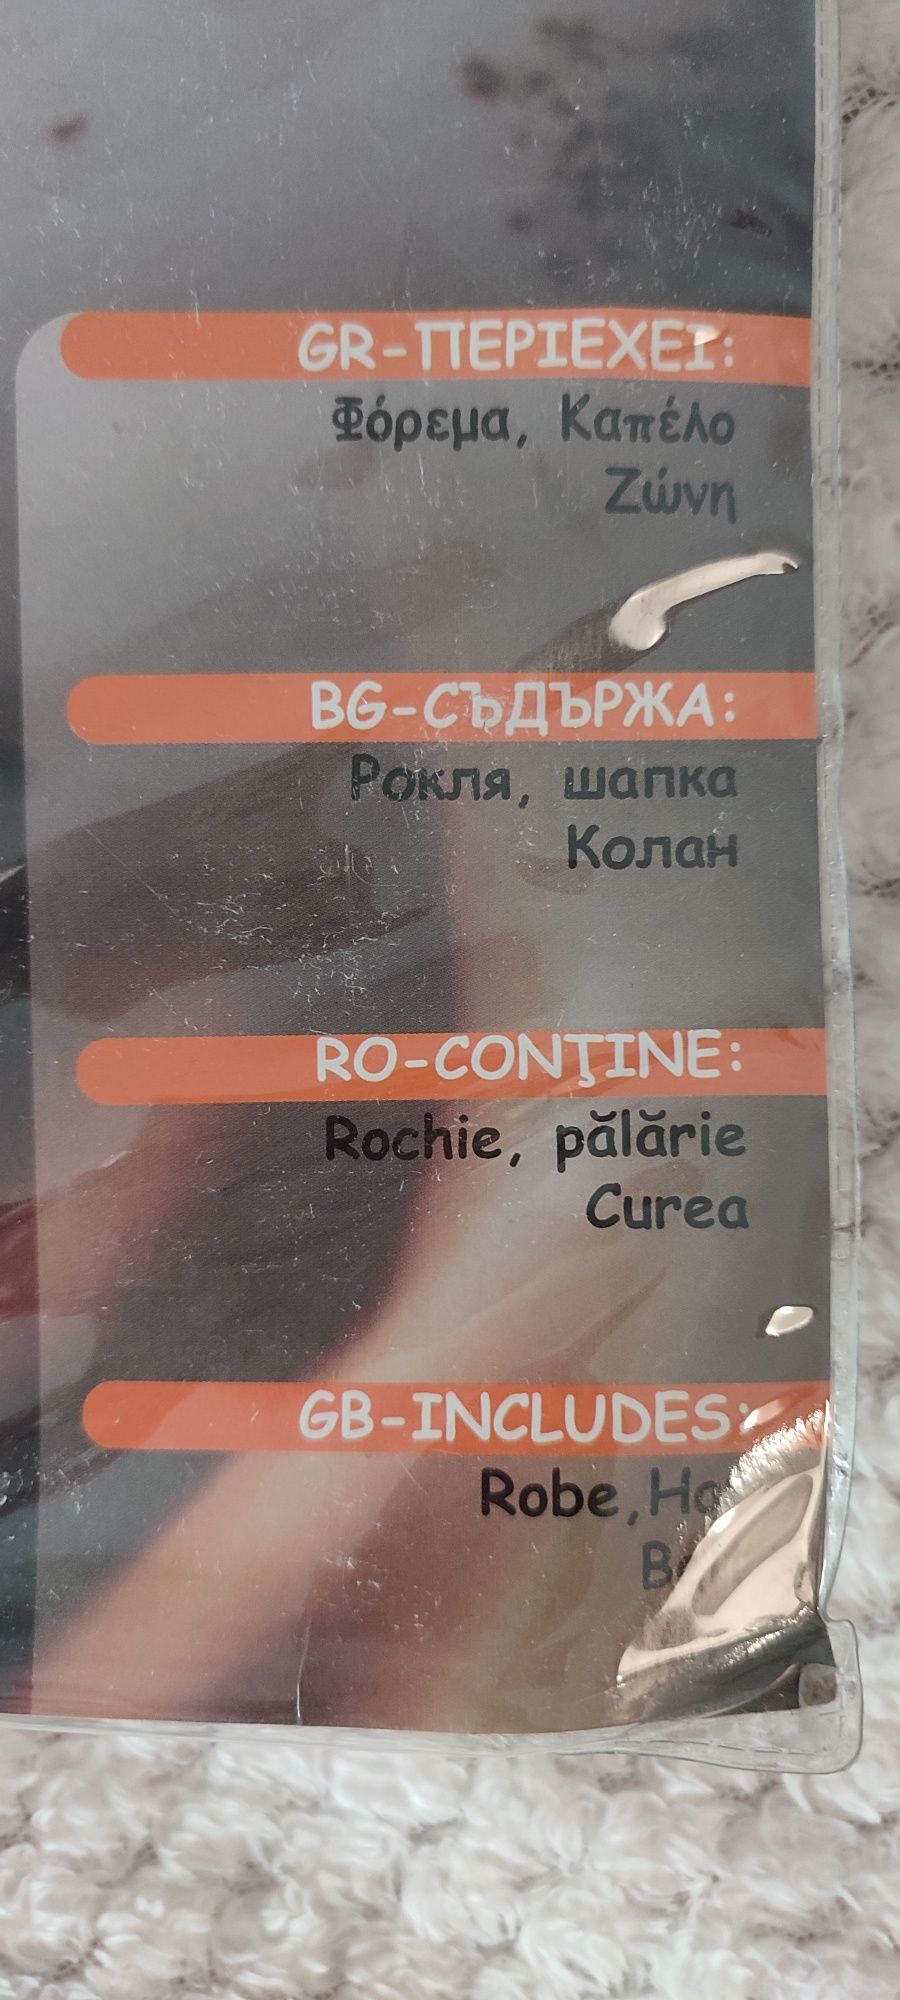 GR-ΠΕΡΙΕΧΕΙ:
Φόρεμα, Καπέλο
Ζώνη
BG-СЪДЪРЖА:
Рокля, шапка
Колан
RO-CONŢINE:
Rochie, pălărie
Curea
GB-INCLUDES:
Robe,